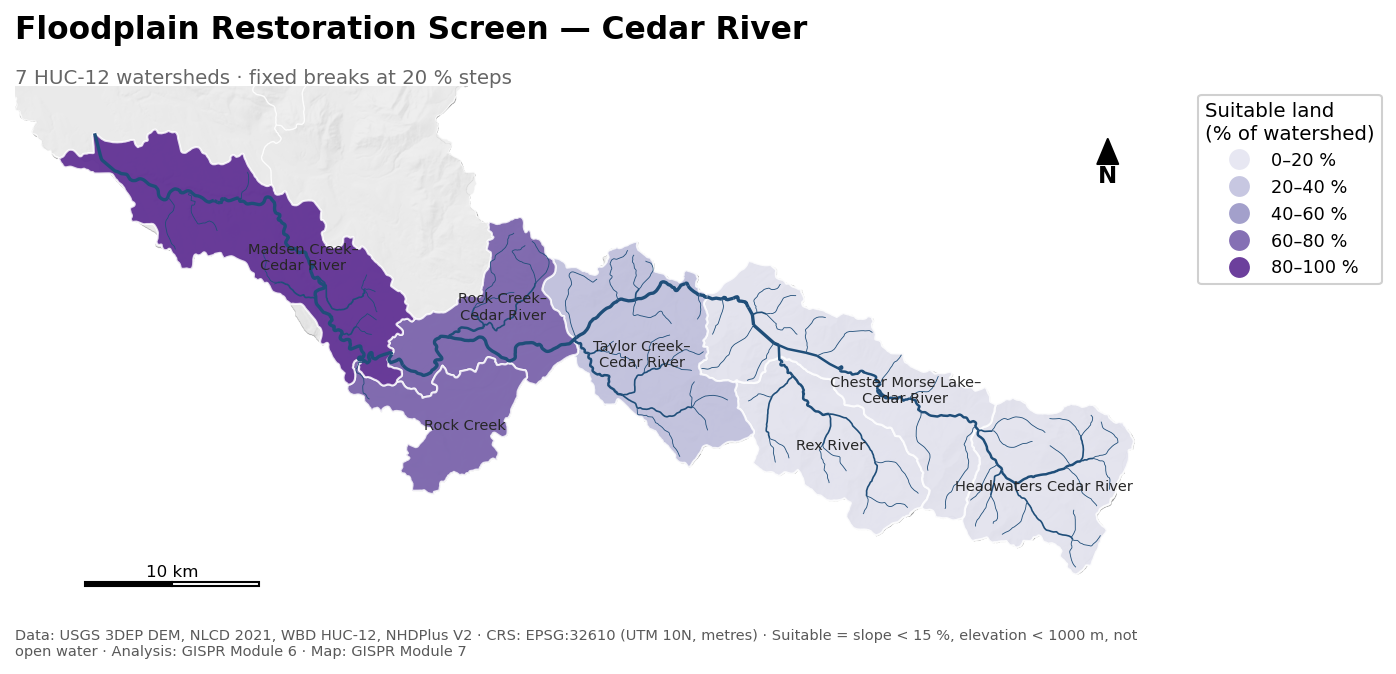 Floodplain Restoration Screen — Cedar River
7 HUC-12 watersheds · fixed breaks at 20 % steps
Suitable land
(% of watershed)
0–20 %
20–40 %
40–60 %
60–80 %
80–100 %
N
Madsen Creek–
Cedar River
Rock Creek–
Cedar River
Taylor Creek–
Cedar River
Chester Morse Lake–
Cedar River
Rock Creek
Rex River
Headwaters Cedar River
10 km
Data: USGS 3DEP DEM, NLCD 2021, WBD HUC-12, NHDPlus V2 · CRS: EPSG:32610 (UTM 10N, metres) · Suitable = slope < 15 %, elevation < 1000 m, not
open water · Analysis: GISPR Module 6 · Map: GISPR Module 7